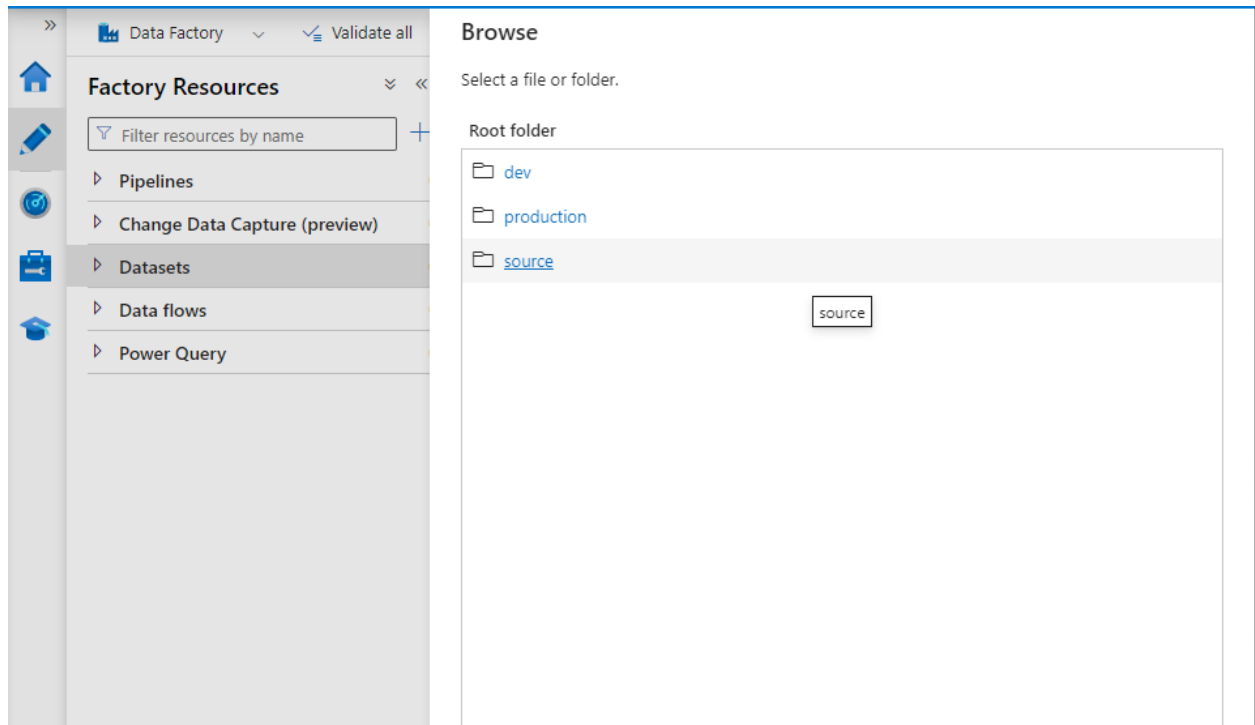 Data Factory
Validate all
Factory Resources
Filter resources by name
Pipelines
Change Data Capture (preview)
Datasets
Data flows
Power Query
Browse
Select a file or folder.
Root folder
dev
production
source
source